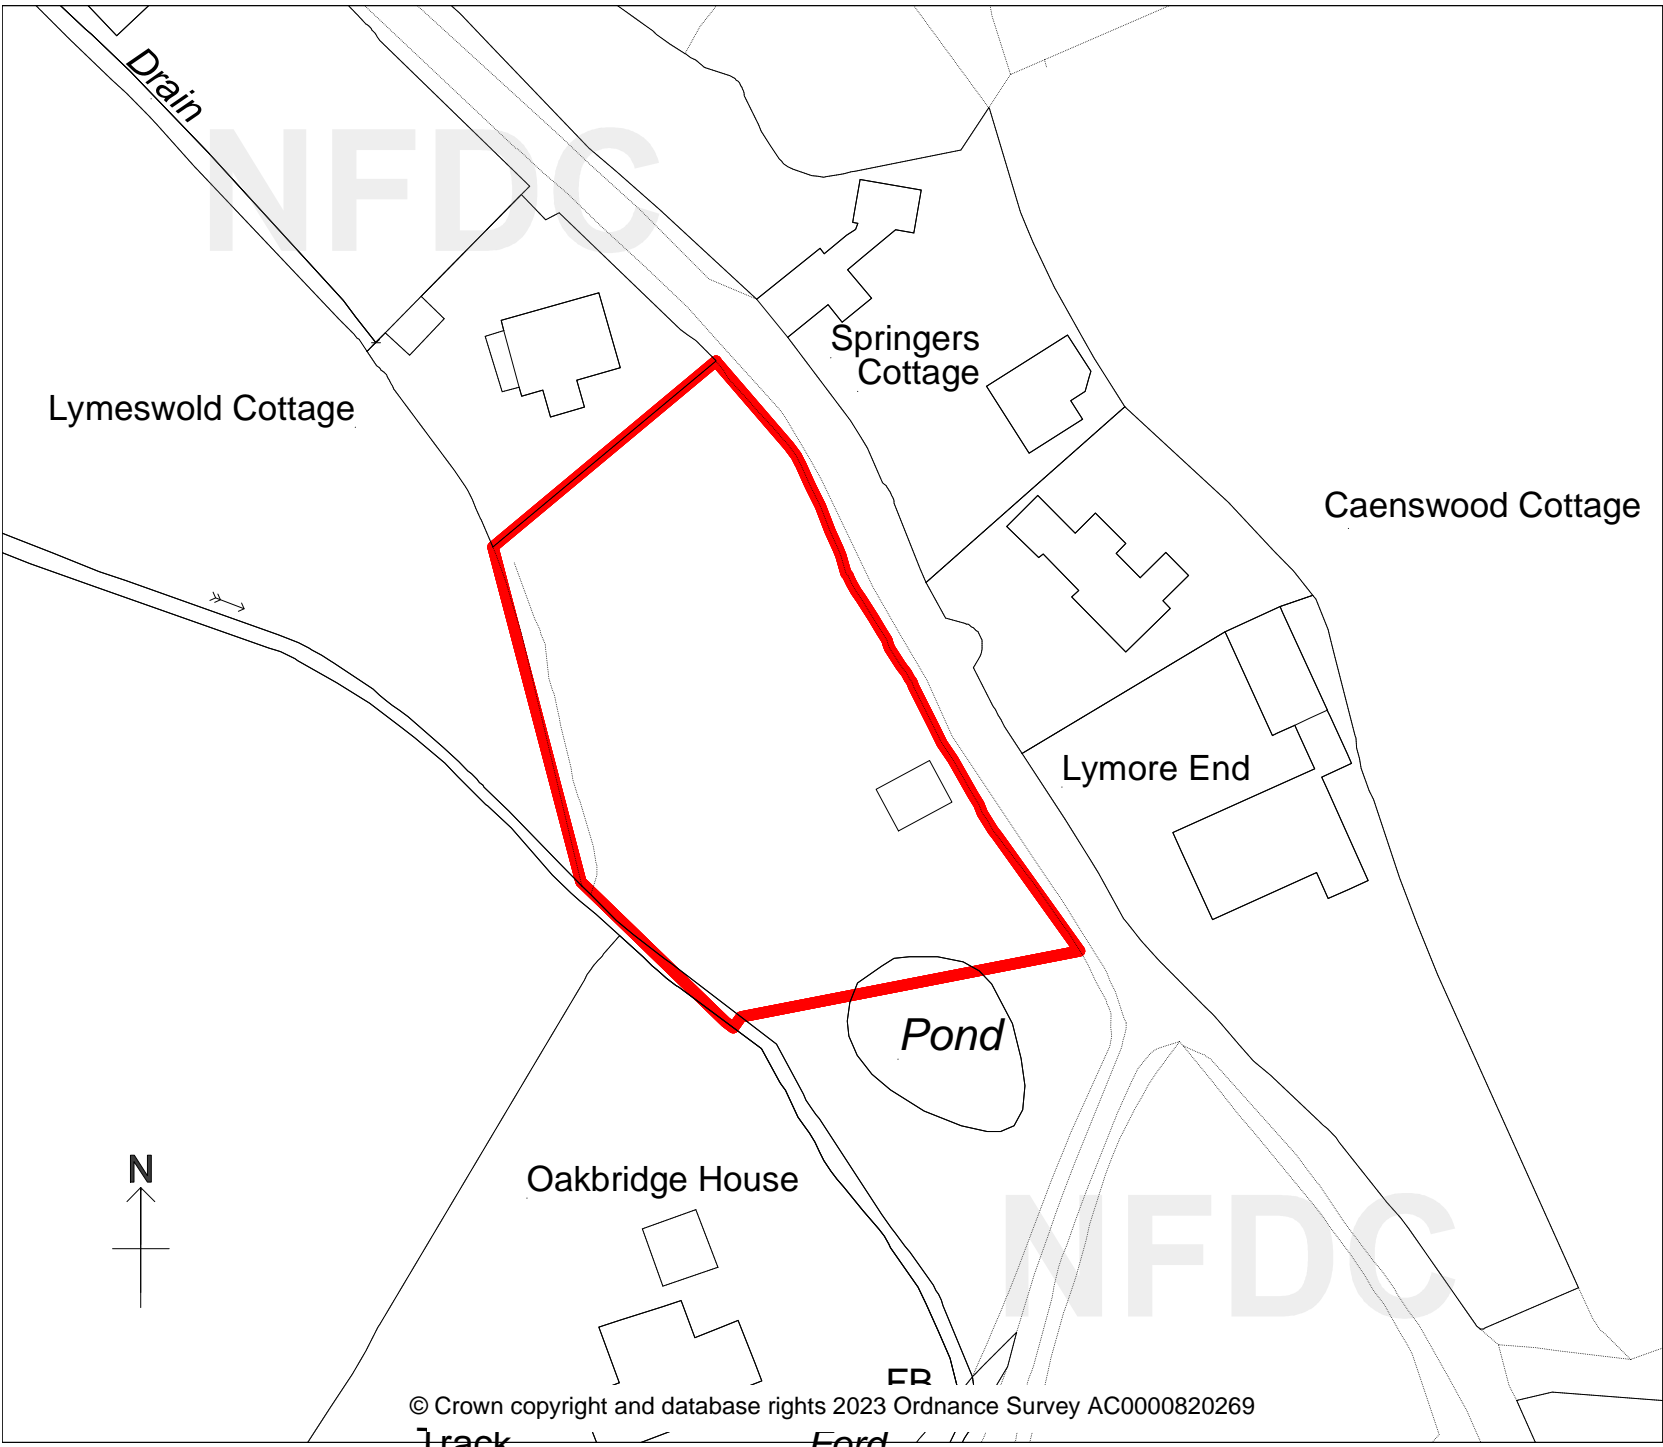 Drain
NFDC
Springers
Cottage
Lymeswold Cottage
Caenswood Cottage
Lymore End
Pond
N
Oakbridge House
NFDC
FB
© Crown copyright and database rights 2023 Ordnance Survey AC0000820269
Track
Ford